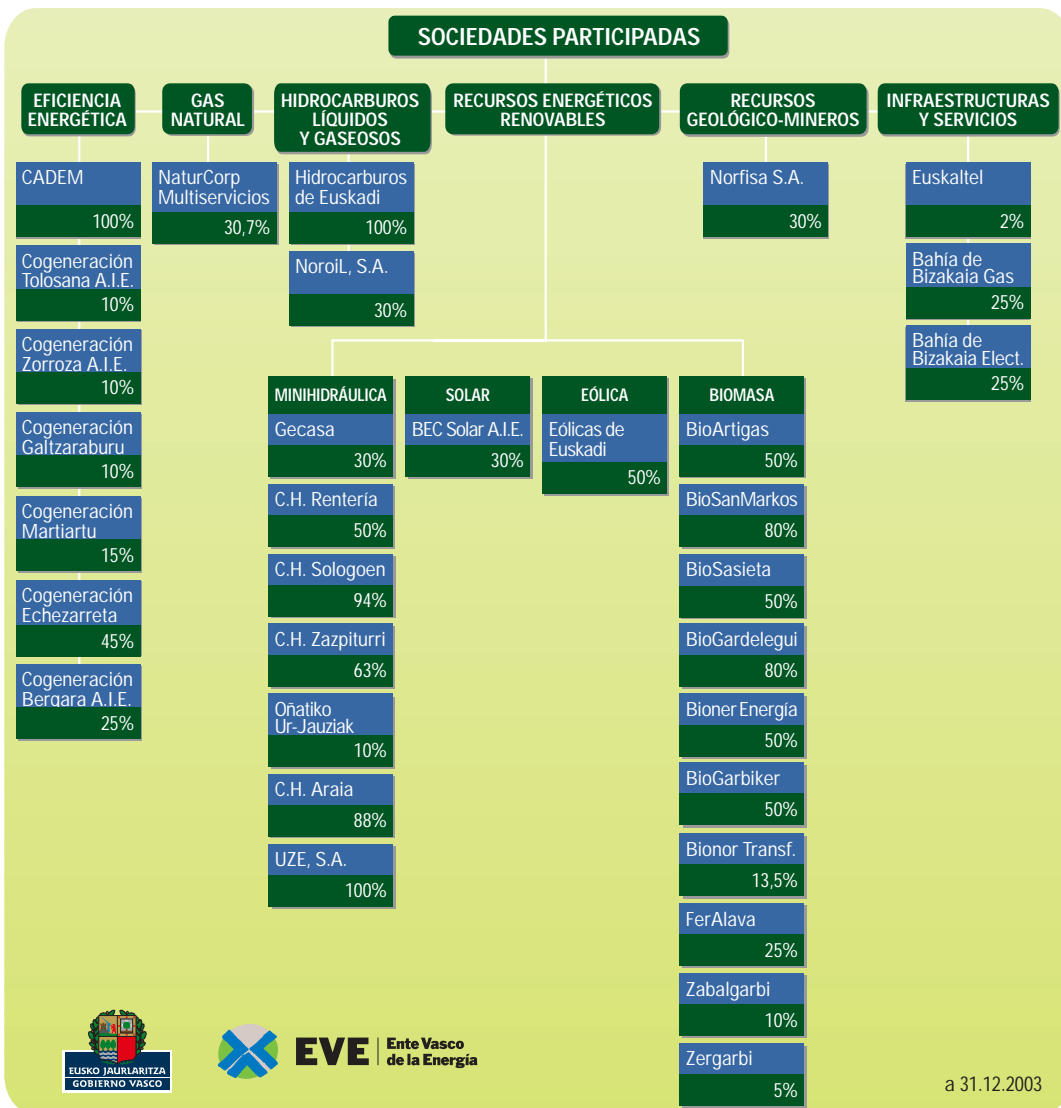 SOCIEDADES PARTICIPADAS
EFICIENCIA
ENERGÉTICA
GAS
NATURAL
HIDROCARBUROS
LÍQUIDOS
Y GASEOSOS
RECURSOS ENERGÉTICOS
RENOVABLES
RECURSOS
GEOLÓGICO-MINEROS
INFRAESTRUCTURAS
Y SERVICIOS
CADEM
100%
Cogeneración
Tolosana A.I.E.
10%
Cogeneración
Zorroza A.I.E.
10%
Cogeneración
Galtzaraburu
10%
Cogeneración
Martiartu
15%
Cogeneración
Echezarreta
45%
Cogeneración
Bergara A.I.E.
25%
NaturCorp
Multiservicios
30,7%
Hidrocarburos
de Euskadi
100%
NoroiL, S.A.
30%
MINIHIDRÁULICA
Gecasa
30%
C.H. Rentería
50%
C.H. Sologoen
94%
C.H. Zazpiturri
63%
Oñatiko
Ur-Jauziak
10%
C.H. Araia
88%
UZE, S.A.
100%
SOLAR
BEC Solar A.I.E.
30%
EÓLICA
Eólicas de
Euskadi
50%
BIOMASA
BioArtigas
50%
BioSanMarkos
80%
BioSasieta
50%
BioGardelegui
80%
Bioner Energía
50%
BioGarbiker
50%
Bionor Transf.
13,5%
FerAlava
25%
Zabalgarbi
10%
Zergarbi
5%
Norfisa S.A.
30%
Euskaltel
2%
Bahía de
Bizakaia Gas
25%
Bahía de
Bizakaia Elect.
25%
EUSKO JAURLARITZA
GOBIERNO VASCO
EVE
Ente Vasco
de la Energía
a 31.12.2003